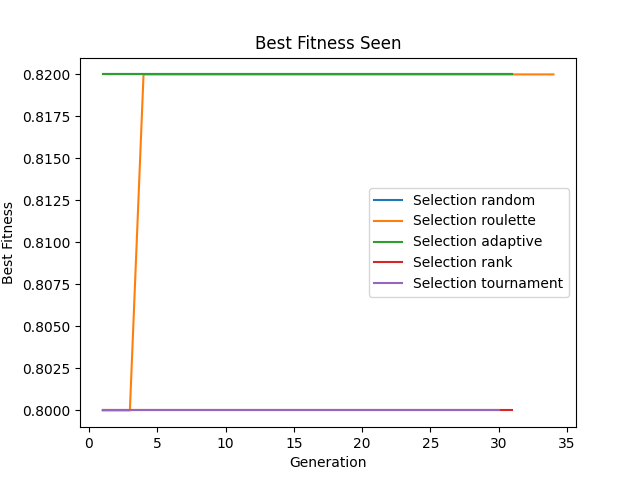 Best Fitness Seen
Best Fitness
0.8200
0.8175
0.8150
0.8125
0.8100
0.8075
0.8050
0.8025
0.8000
Selection random
Selection roulette
Selection adaptive
Selection rank
Selection tournament
0 5 10 15 20 25 30 35
Generation